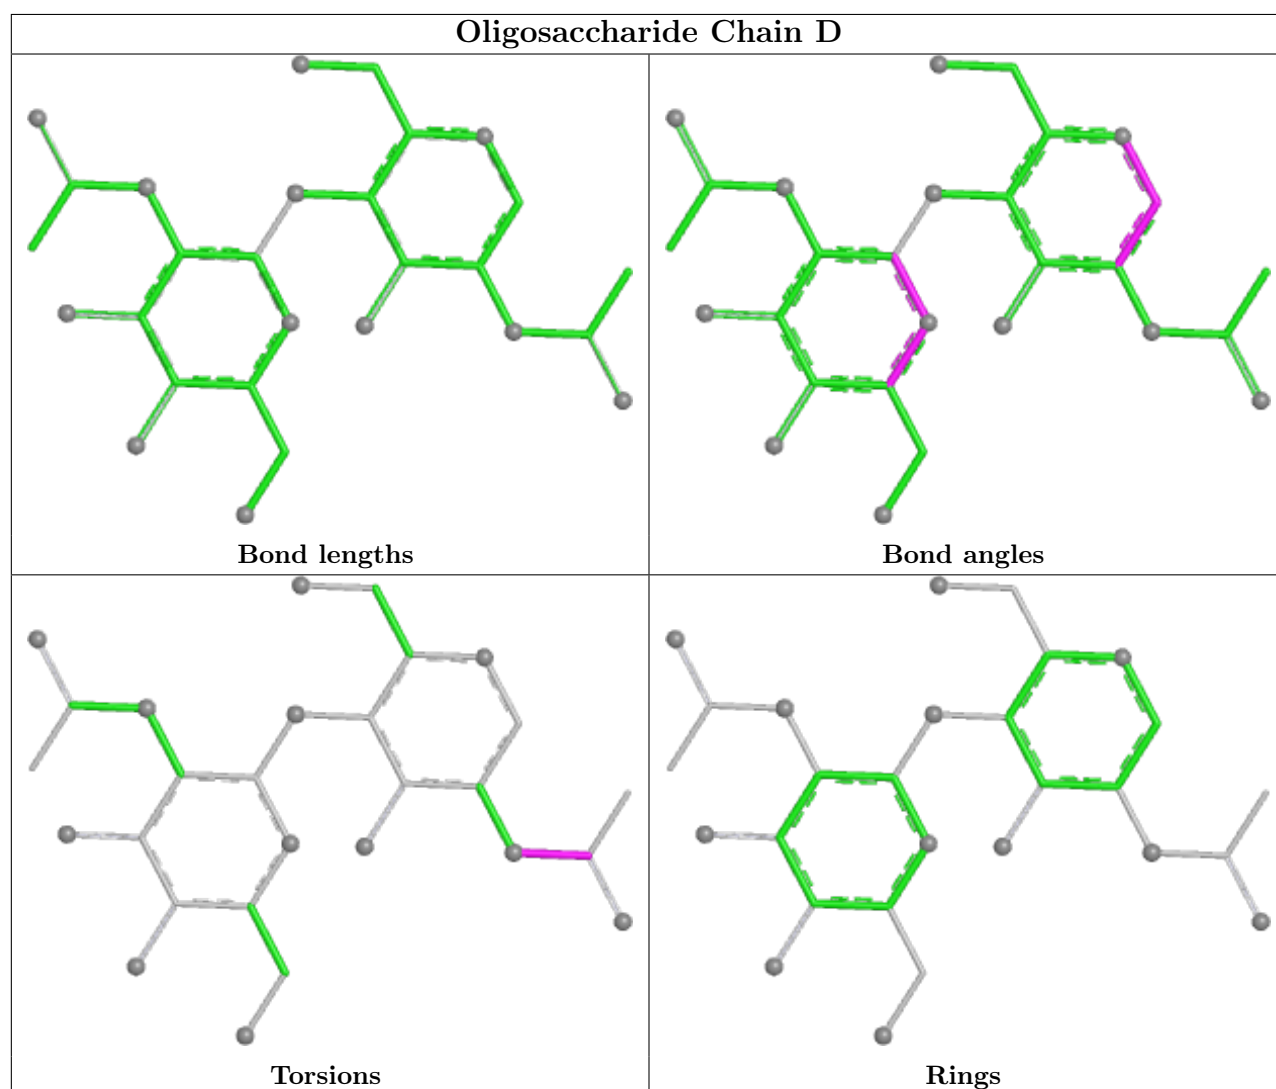 Oligosaccharide Chain D
Bond lengths
Bond angles
Torsions
Rings